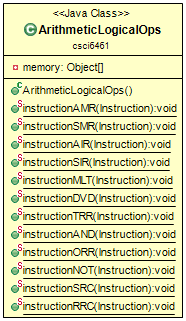 <<Java Class>>
ArithmeticLogicalOps
csci6461
memory: Object[]
ArithmeticLogicalOps()
instructionAMR(Instruction):void
instructionSMR(Instruction):void
instructionAIR(Instruction):void
instructionSIR(Instruction):void
instructionMLT(Instruction):void
instructionDVD(Instruction):void
instructionTRR(Instruction):void
instructionAND(Instruction):void
instructionORR(Instruction):void
instructionNOT(Instruction):void
instructionSRC(Instruction):void
instructionRRC(Instruction):void